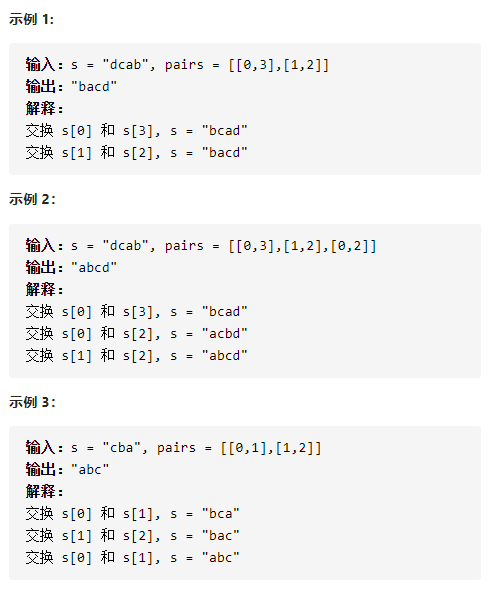 示例 1:
输入：s = "dcab", pairs = [[0,3],[1,2]]
输出："bacd"
解释：
交换 s[0] 和 s[3], s = "bcad"
交换 s[1] 和 s[2], s = "bacd"
示例 2：
输入：s = "dcab", pairs = [[0,3],[1,2],[0,2]]
输出："abcd"
解释：
交换 s[0] 和 s[3], s = "bcad"
交换 s[0] 和 s[2], s = "acbd"
交换 s[1] 和 s[2], s = "abcd"
示例 3：
输入：s = "cba", pairs = [[0,1],[1,2]]
输出："abc"
解释：
交换 s[0] 和 s[1], s = "bca"
交换 s[1] 和 s[2], s = "bac"
交换 s[0] 和 s[1], s = "abc"